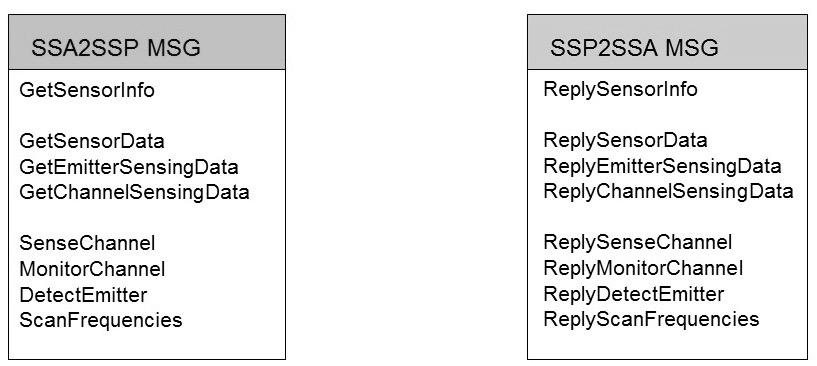 SSA2SSP MSG
GetSensorInfo
GetSensorData
GetEmitterSensingData
GetChannelSensingData
SenseChannel
MonitorChannel
DetectEmitter
ScanFrequencies
SSP2SSA MSG
ReplySensorInfo
ReplySensorData
ReplyEmitterSensingData
ReplyChannelSensingData
ReplySenseChannel
ReplyMonitorChannel
ReplyDetectEmitter
ReplyScanFrequencies